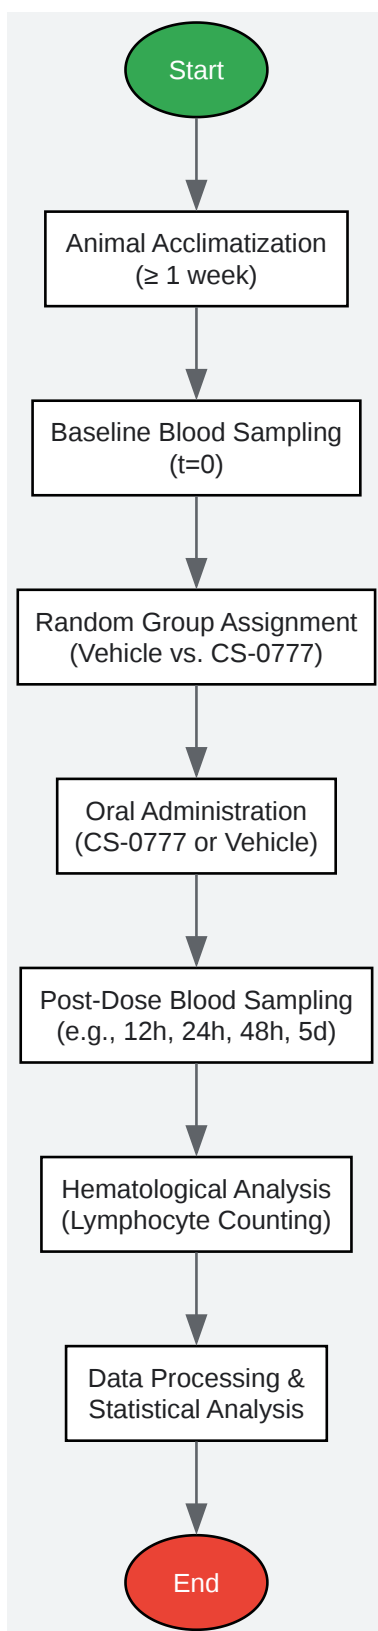 Start
Animal Acclimatization
(≥ 1 week)
Baseline Blood Sampling
(t=0)
Random Group Assignment
(Vehicle vs. CS-0777)
Oral Administration
(CS-0777 or Vehicle)
Post-Dose Blood Sampling
(e.g., 12h, 24h, 48h, 5d)
Hematological Analysis
(Lymphocyte Counting)
Data Processing &
Statistical Analysis
End